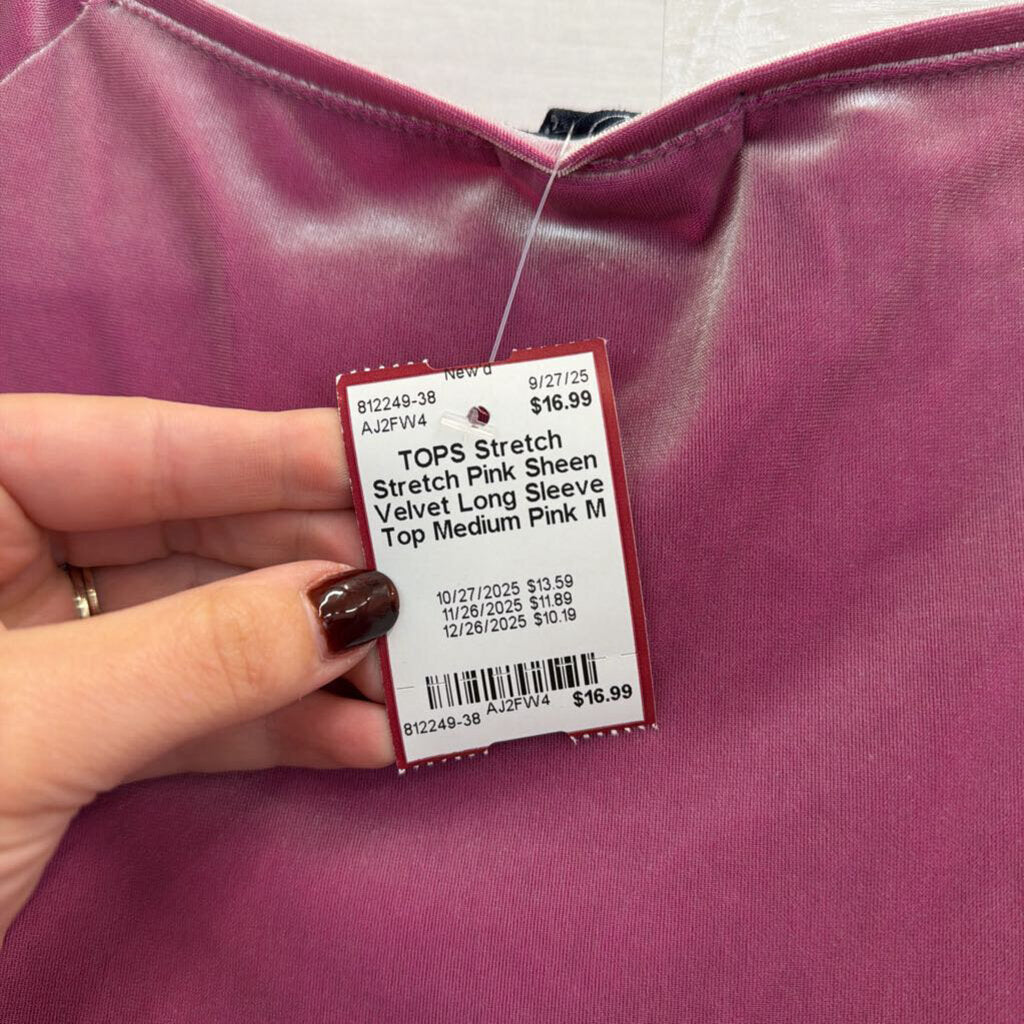 New'd
812249-38 9/27/25
AJ2FW4 $16.99
TOPS Stretch
Stretch Pink Sheen
Velvet Long Sleeve
Top Medium Pink M
10/27/2025 $13.59
11/26/2025 $11.89
12/26/2025 $10.19
812249-38 AJ2FW4 $16.99